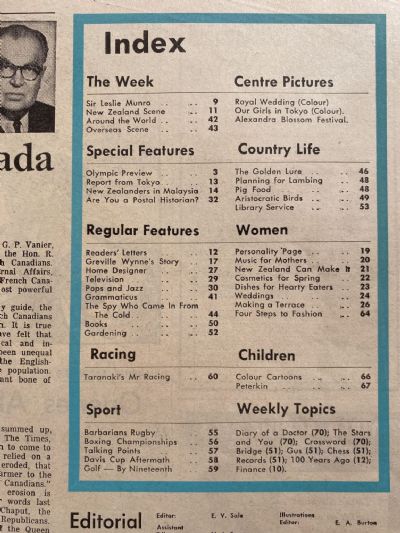 Index
The Week
Sir Leslie Munro .. .. 9
New Zealand Scene .. 11
Around the World .. .. 42
Overseas Scene .. .. 43
Special Features
Olympic Preview .. .. 3
Report from Tokyo .. .. 13
New Zealanders in Malaysia 14
Are You a Postal Historian? 32
Regular Features
Readers' Letters .. .. 12
Greville Wynne's Story .. 17
Home Designer .. .. 27
Television .. .. .. 29
Pops and Jazz .. .. 30
Grammaticus .. .. 41
The Spy Who Came In From
The Cold .. .. .. 44
Books .. .. .. 50
Gardening .. .. .. 52
Racing
Taranaki's Mr Racing .. 60
Sport
Barbarians Rugby .. 55
Boxing Championships .. 56
Talking Points .. .. 57
Davis Cup Aftermath .. 58
Golf — By Nineteenth .. 59
Centre Pictures
Royal Wedding (Colour)
Our Girls in Tokyo (Colour).
Alexandra Blossom Festival.
Country Life
The Golden Lure .. .. 46
Planning for Lambing .. 48
Pig Food .. .. .. 48
Aristocratic Birds .. .. 49
Library Service .. .. 53
Women
Personality Page .. .. 19
Music for Mothers .. .. 20
New Zealand Can Make It 21
Cosmetics for Spring .. 22
Dishes for Hearty Eaters .. 23
Weddings .. .. .. 24
Making a Terrace .. .. 26
Four Steps to Fashion .. 64
Children
Colour Cartoons .. .. 66
Peterkin .. .. .. 67
Weekly Topics
Diary of a Doctor (70); The Stars
and You (70); Crossword (70);
Bridge (51); Gus (51); Chess (51);
Records (51); 100 Years Ago (12);
Finance (10).
Editorial
Editor: E. V. Sale
Assistant
Illustrations
Editor: E. A. Burton
ada
G. P. Vanier,
the Hon. R.
h Canadians.
ernal Affairs,
French Cana-
ost powerful
y guide, the
ch Canadians
n. It is true
ave felt that
cal and in-
been unequal
the English-
e population.
ant bone of
summed up,
The Times,
n to come to
relied on a
eroded, that
armer to the
Canadians."
erosion is
words last
Chaput, the
Republicans.
f the Queen